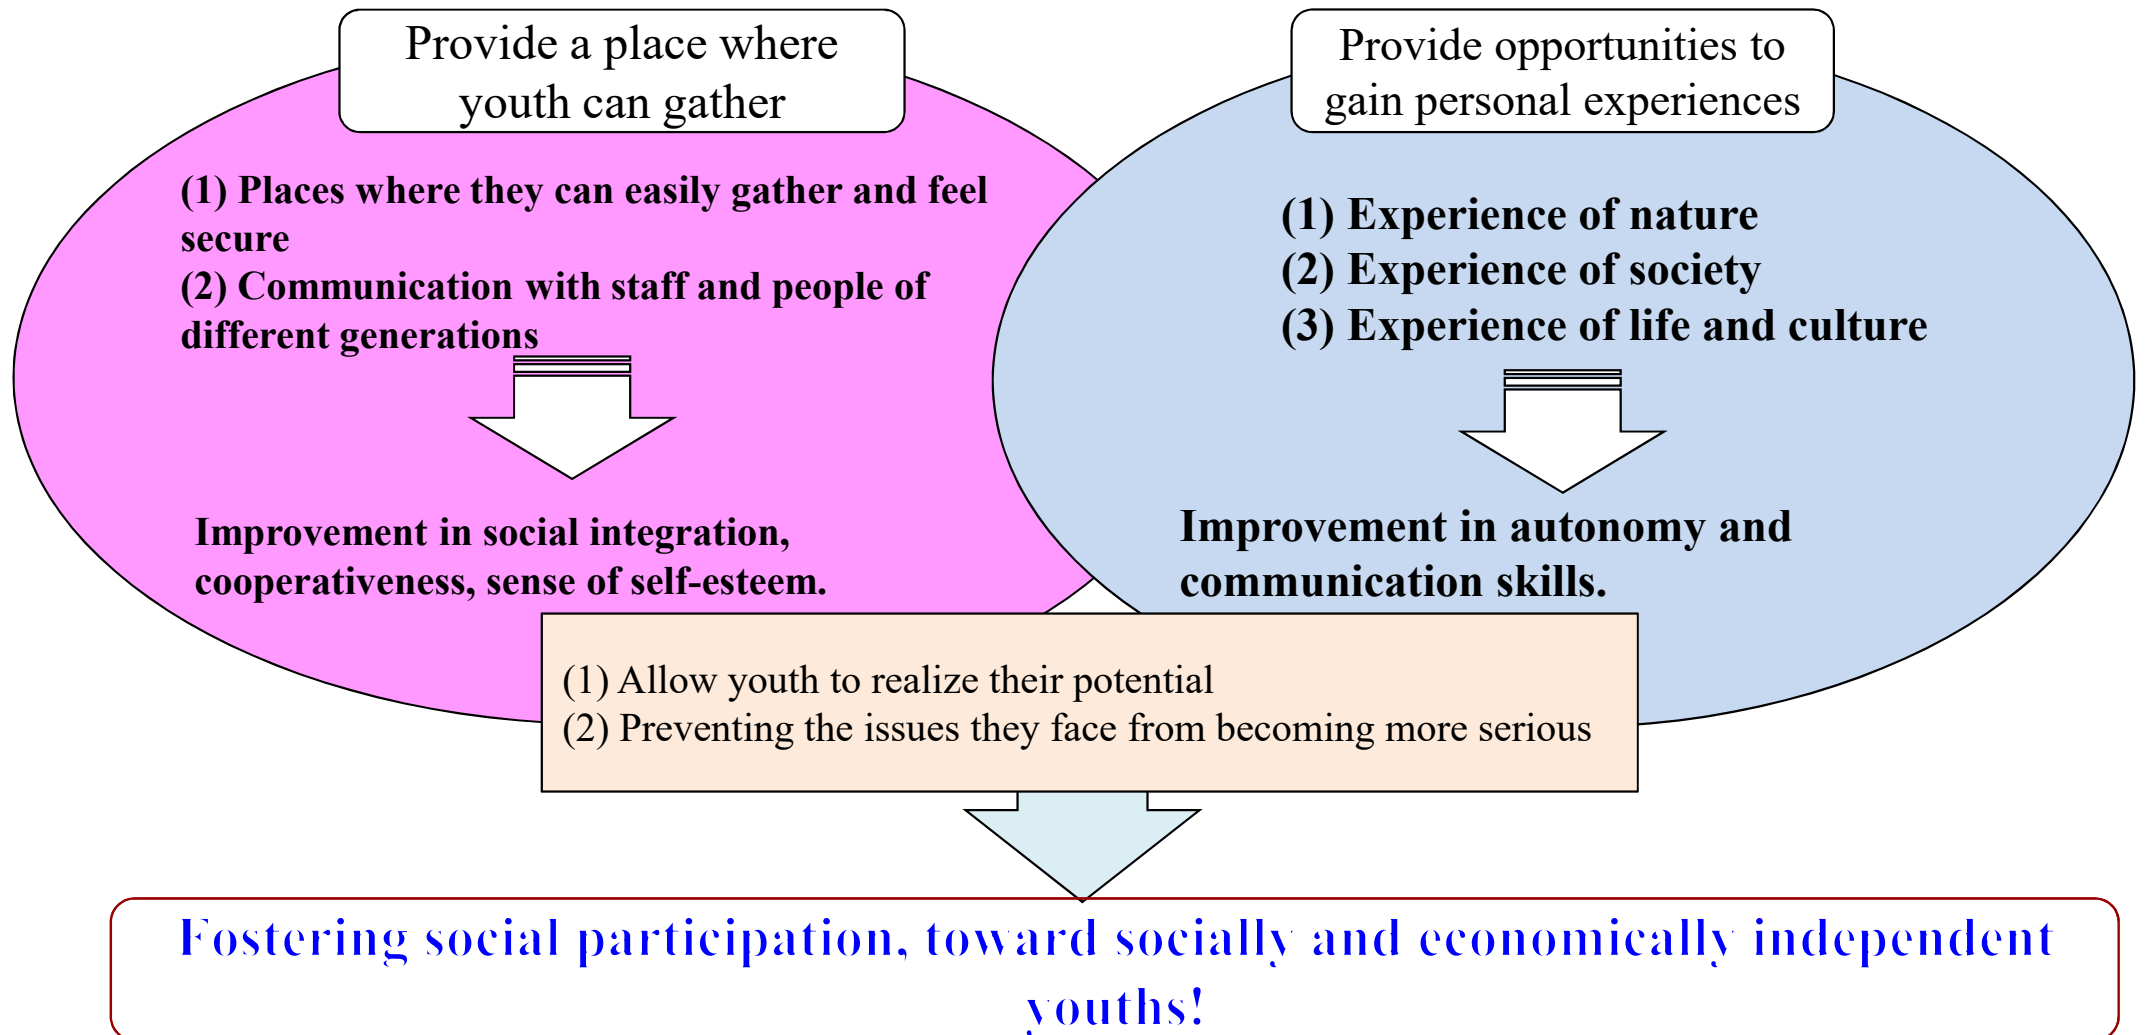 Provide a place where
youth can gather
(1) Places where they can easily gather and feel
secure
(2) Communication with staff and people of
different generations
Improvement in social integration,
cooperativeness, sense of self-esteem.
Provide opportunities to
gain personal experiences
(1) Experience of nature
(2) Experience of society
(3) Experience of life and culture
Improvement in autonomy and
communication skills.
(1) Allow youth to realize their potential
(2) Preventing the issues they face from becoming more serious
Fostering social participation, toward socially and economically independent
youths!